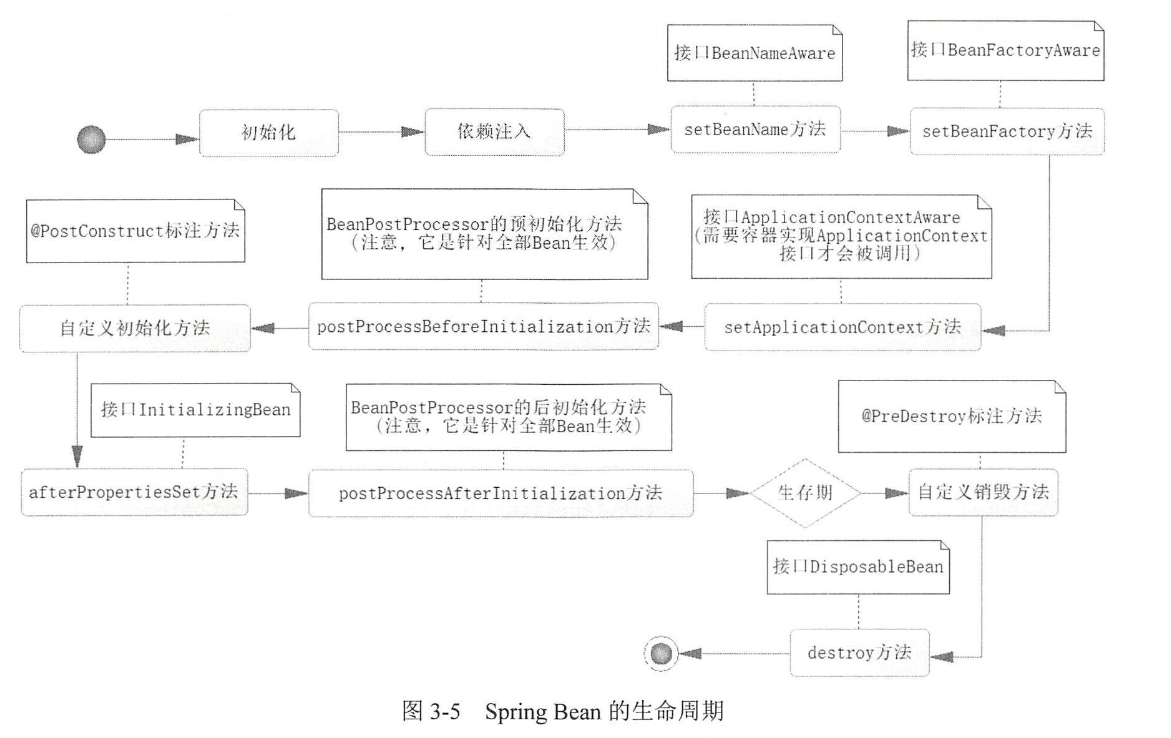 接口BeanNameAware
接口BeanFactoryAware
初始化
依赖注入
setBeanName方法
setBeanFactory方法
@PostConstruct标注方法
BeanPostProcessor的预初始化方法
(注意，它是针对全部Bean生效)
接口ApplicationContextAware
(需要容器实现ApplicationContext
接口才会被调用)
自定义初始化方法
postProcessBeforeInitialization方法
setApplicationContext方法
接口InitializingBean
BeanPostProcessor的后初始化方法
(注意，它是针对全部Bean生效)
@PreDestroy标注方法
afterPropertiesSet方法
postProcessAfterInitialization方法
生存期
自定义销毁方法
接口DisposableBean
destroy方法
图 3-5 Spring Bean 的生命周期